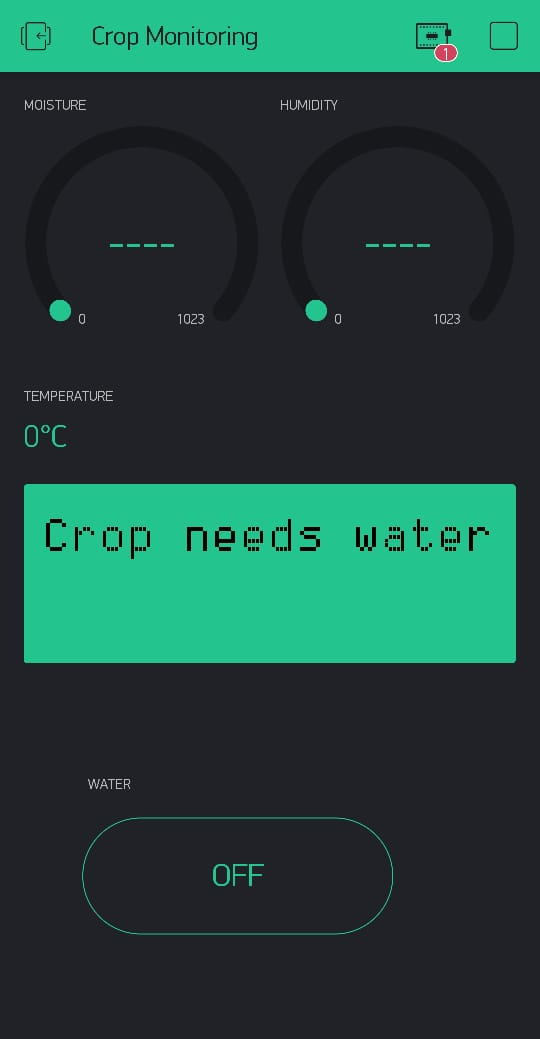 Crop Monitoring
1
MOISTURE
HUMIDITY
----
----
0
1023
0
1023
TEMPERATURE
0°C
Crop needs water
WATER
OFF